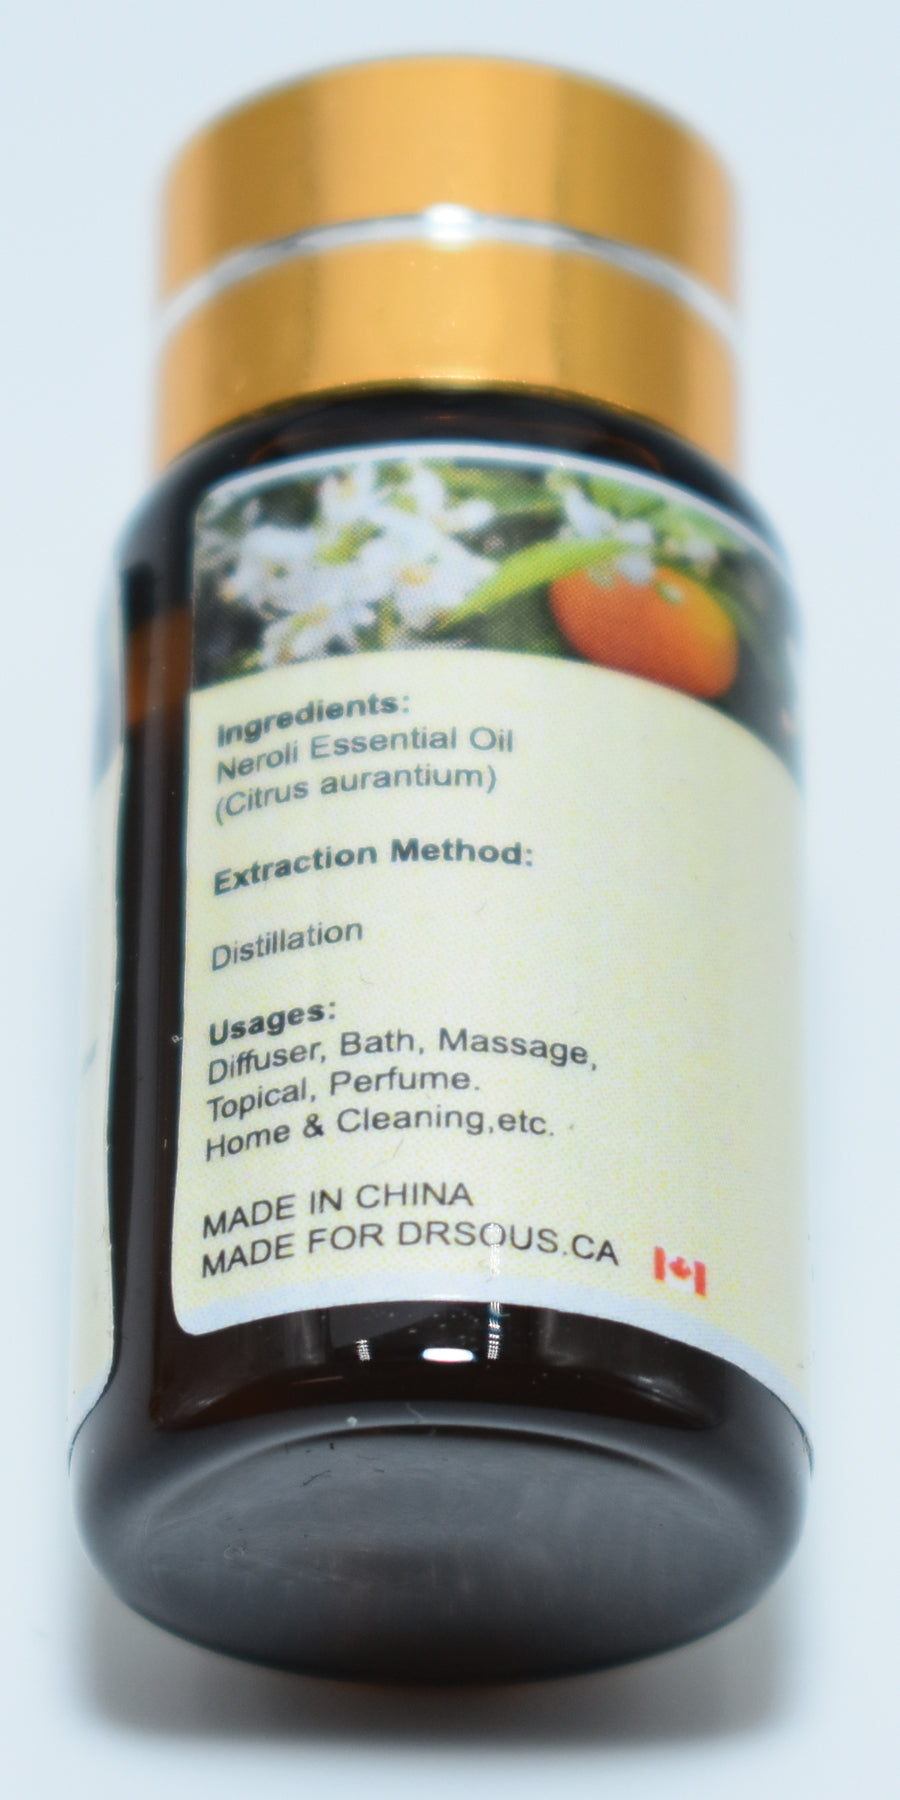 Ingredients:
Neroli Essential Oil
(Citrus aurantium)
Extraction Method:
Distillation
Usages:
Diffuser, Bath, Massage,
Topical, Perfume.
Home & Cleaning,etc.
MADE IN CHINA
MADE FOR DRSOUS.CA